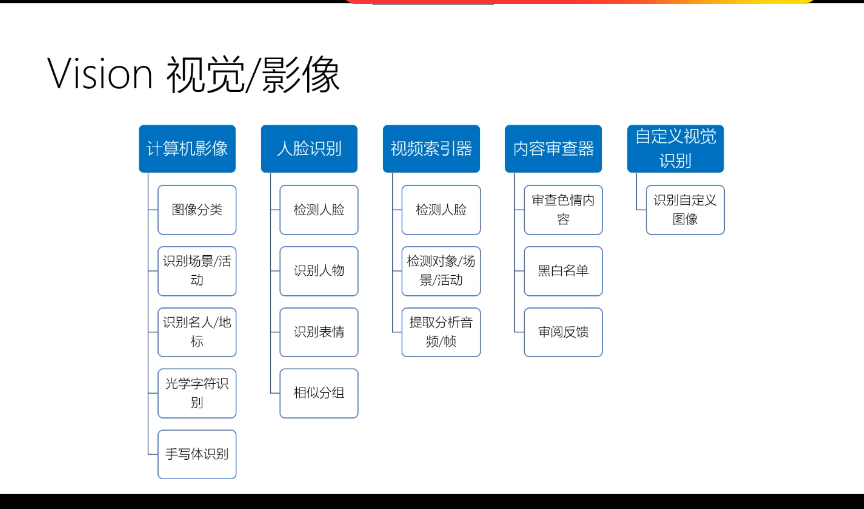 Vision 视觉/影像
计算机影像
图像分类
识别场景/活
动
识别名人/地
标
光学字符识
别
手写体识别
人脸识别
检测人脸
识别人物
识别表情
相似分组
视频索引器
检测人脸
检测对象/场
景/活动
提取分析音
频/帧
内容审查器
审查色情内
容
黑白名单
审阅反馈
自定义视觉
识别
识别自定义
图像